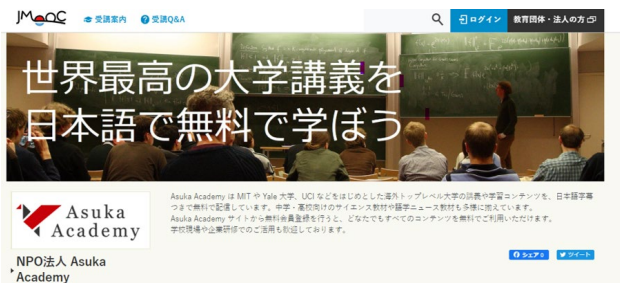 JMOOC
受講案内
受講Q&A
ログイン
教育団体・法人の方
世界最高の大学講義を
日本語で無料で学ぼう
Asuka
Academy
Asuka Academy は MIT や Yale 大学、UCI などをはじめとした海外トップレベル大学の講義や学習コンテンツを、日本語字幕
つきで無料で配信しています。中学・高校向けのサイエンス教材や語学ニュース教材も多様に揃えています。
Asuka Academy サイトから無料会員登録を行うと、どなたでもすべてのコンテンツを無料でご利用いただけます。
学校現場や企業研修でのご活用も歓迎しております。
シェア 0
ツイート
NPO法人 Asuka
Academy